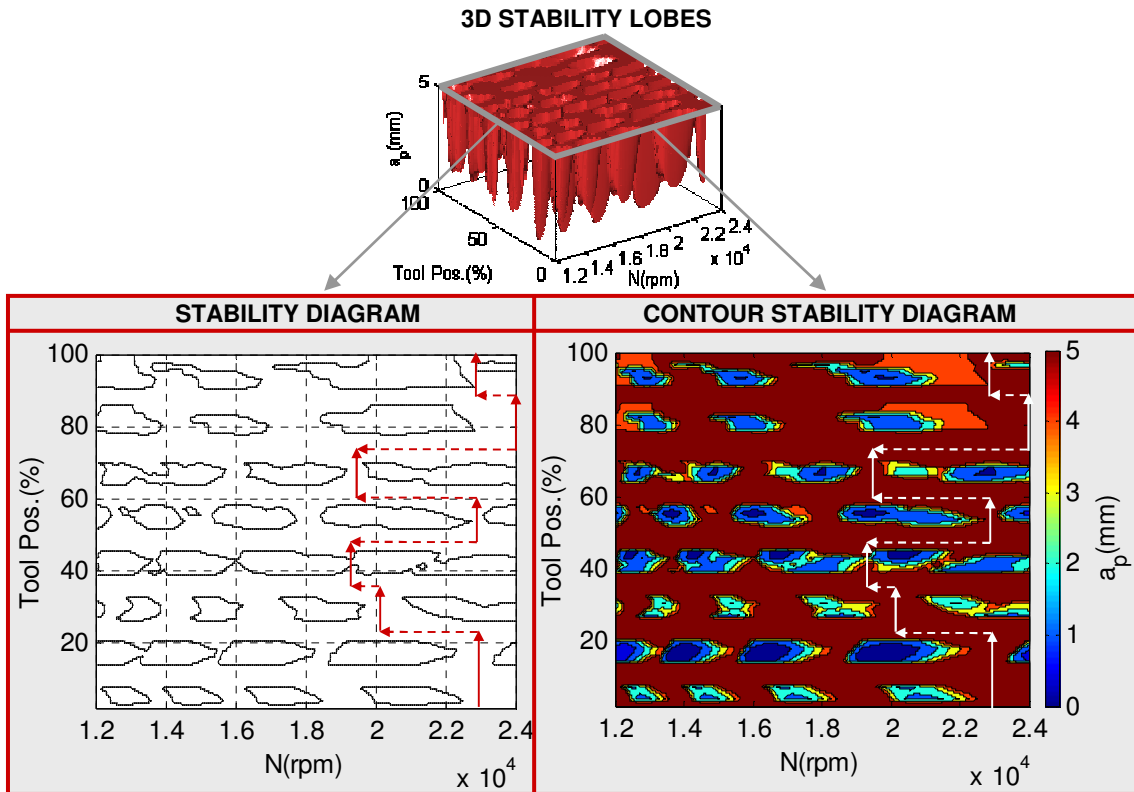 3D STABILITY LOBES
5
a_p(mm)
0
100
50
Tool Pos.(%)
0
1.2 1.4 1.6 1.8 2 2.2 2.4
x 10^4
N(rpm)
STABILITY DIAGRAM
CONTOUR STABILITY DIAGRAM
100
80
60
40
20
Tool Pos.(%)
1.2 1.4 1.6 1.8 2 2.2 2.4
N(rpm)
x 10^4
100
80
60
40
20
Tool Pos.(%)
1.2 1.4 1.6 1.8 2 2.2 2.4
N(rpm)
x 10^4
5
4
3
2
1
0
a_p(mm)